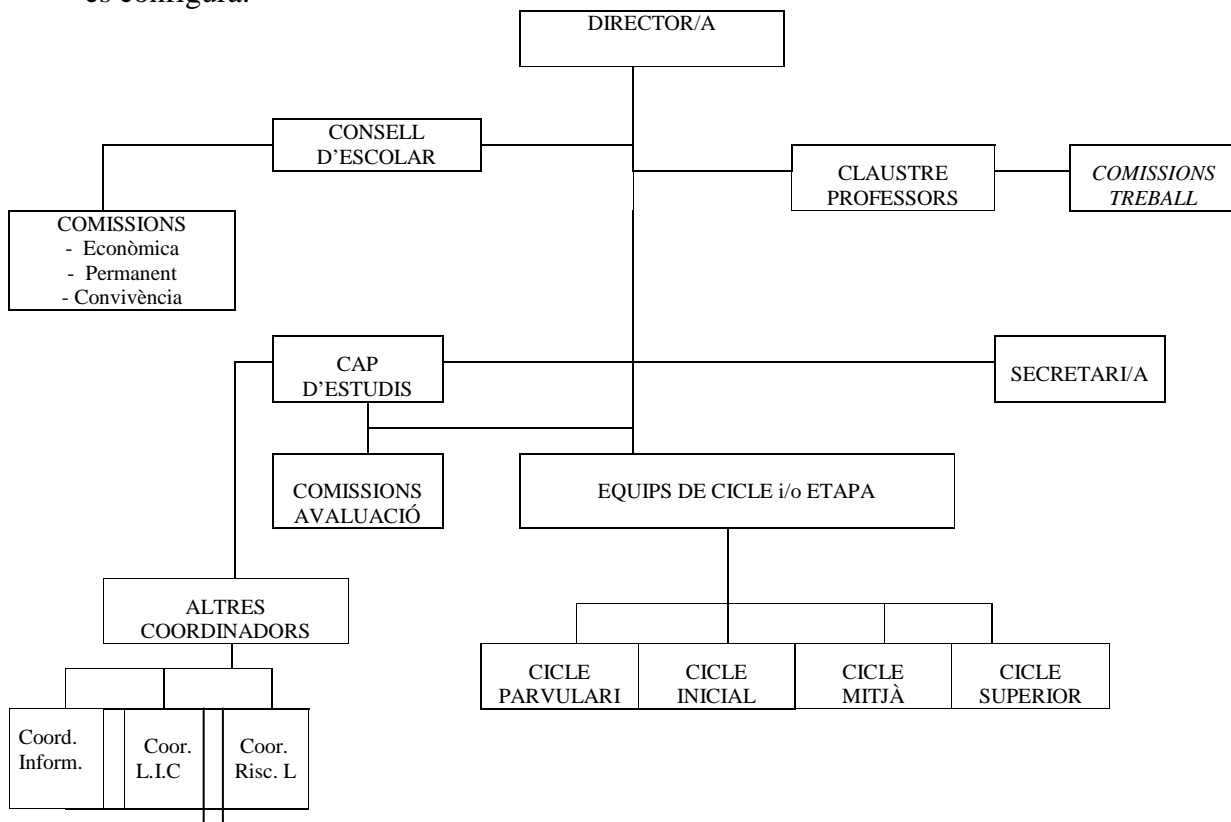 es configura:
DIRECTOR/A
CONSELL
D'ESCOLAR
CLAUSTRE
PROFESSORS
COMISSIONS
TREBALL
COMISSIONS
- Econòmica
- Permanent
- Convivència
CAP
D'ESTUDIS
SECRETARI/A
COMISSIONS
AVALUACIÓ
EQUIPS DE CICLE i/o ETAPA
ALTRES
COORDINADORS
CICLE
PARVULARI
CICLE
INICIAL
CICLE
MITJÀ
CICLE
SUPERIOR
Coord.
Inform.
Coor.
L.I.C
Coor.
Risc. L